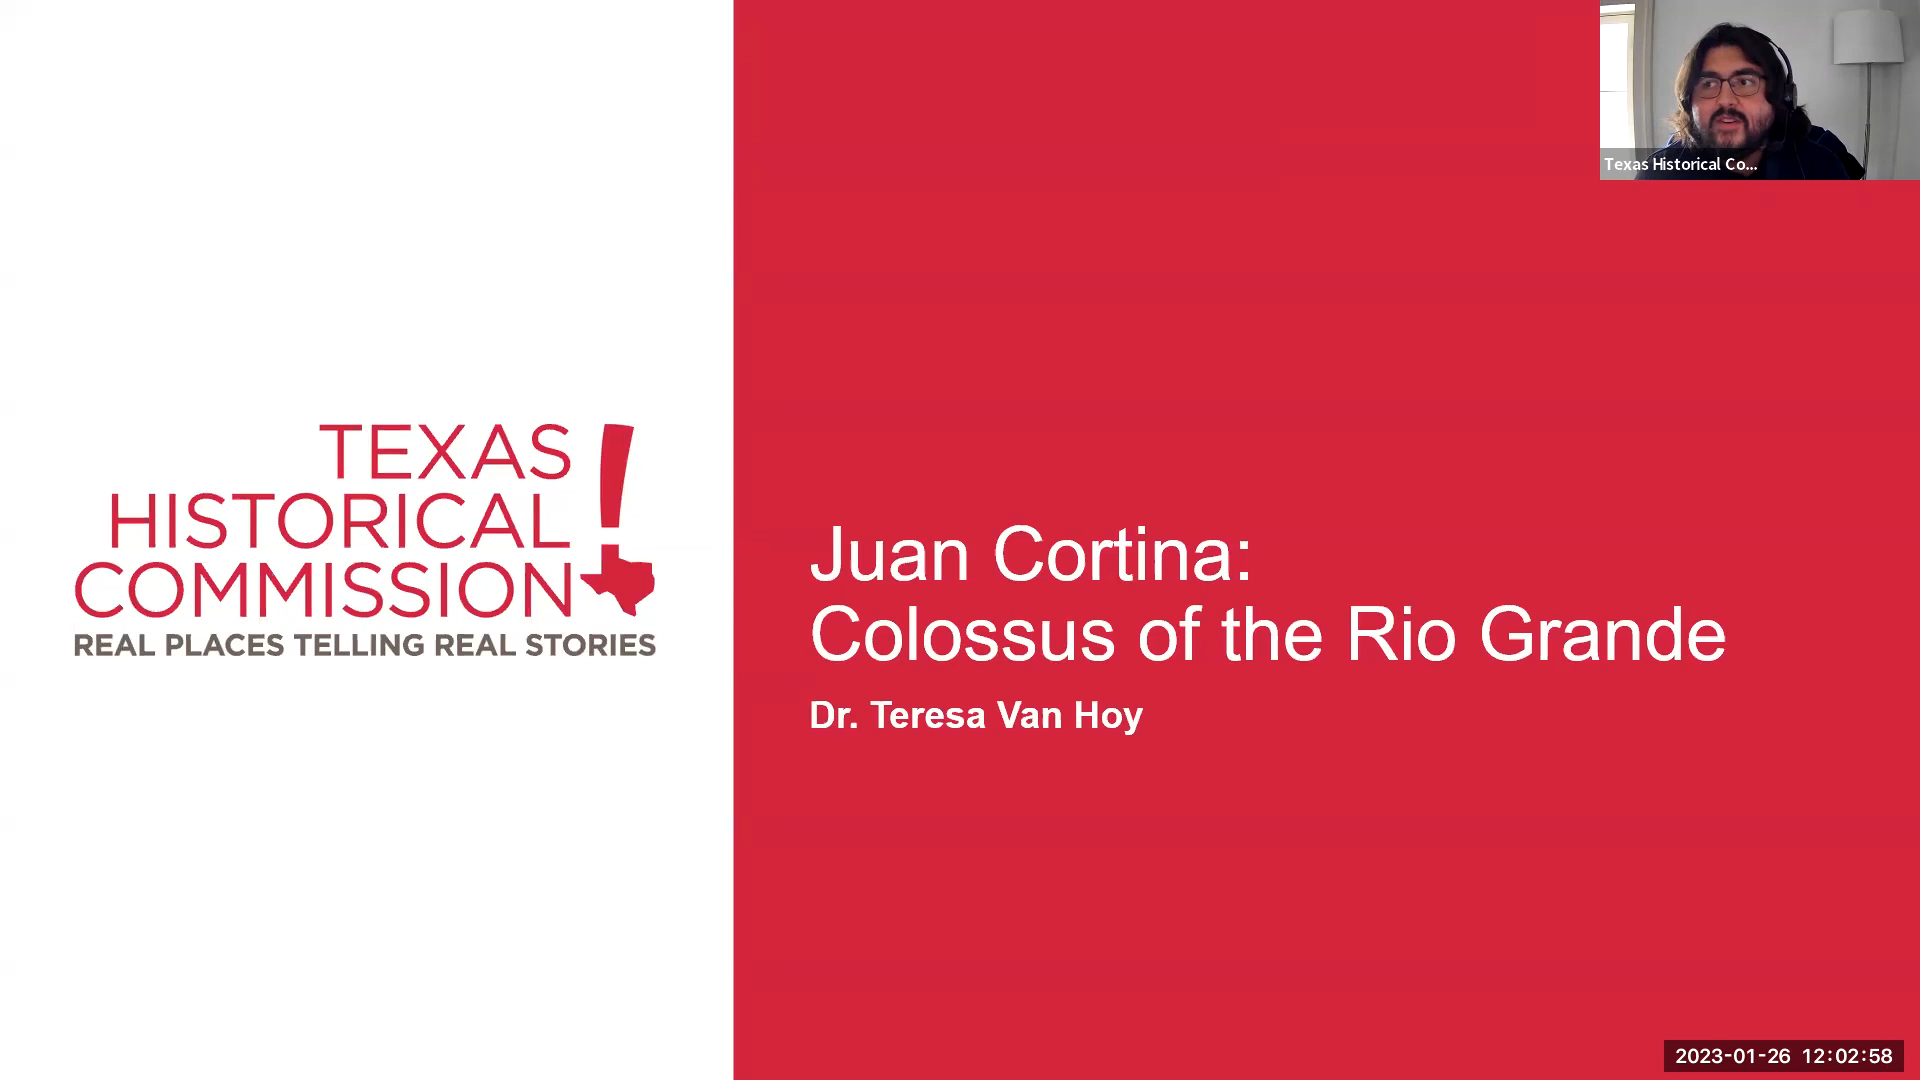 Texas Historical Co...
TEXAS
HISTORICAL
COMMISSION
REAL PLACES TELLING REAL STORIES
Juan Cortina:
Colossus of the Rio Grande
Dr. Teresa Van Hoy
2023-01-26 12:02:58